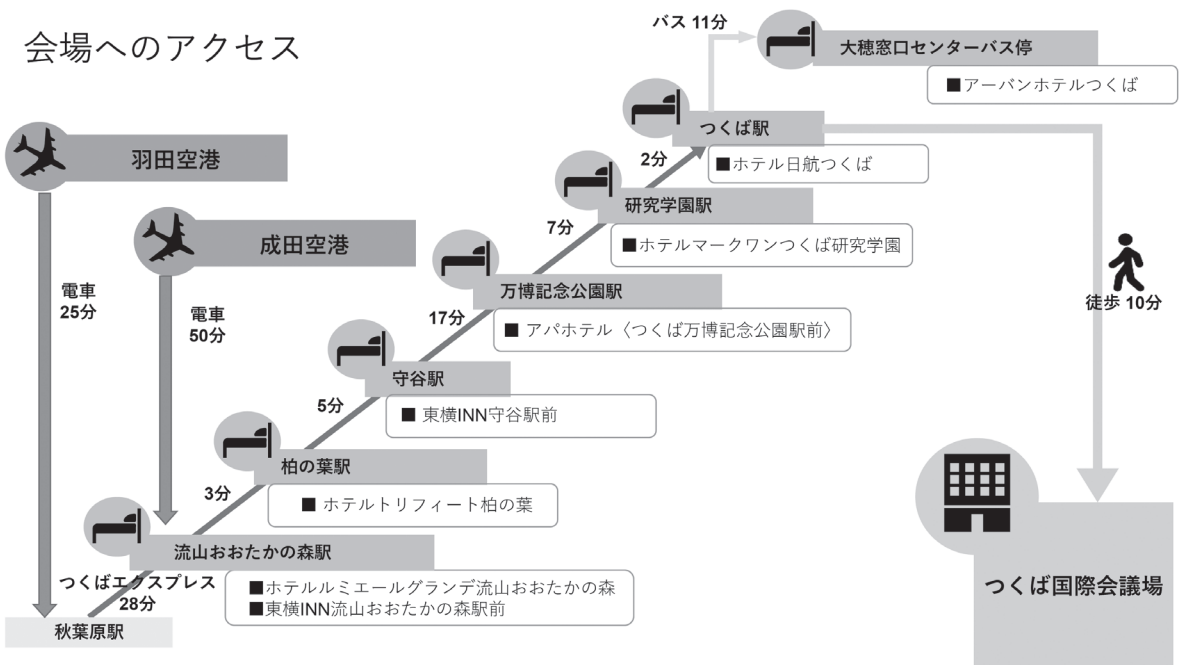 会場へのアクセス
バス 11分
大穂窓口センターバス停
■アーバンホテルつくば
つくば駅
■ホテル日航つくば
2分
羽田空港
研究学園駅
■ホテルマークワンつくば研究学園
7分
成田空港
万博記念公園駅
■ アパホテル〈つくば万博記念公園駅前〉
17分
電車
25分
電車
50分
徒歩 10分
守谷駅
■ 東横INN守谷駅前
5分
柏の葉駅
■ ホテルトリフィート柏の葉
3分
流山おおたかの森駅
■ホテルルミエールグランデ流山おおたかの森
■東横INN流山おおたかの森駅前
つくばエクスプレス
28分
秋葉原駅
つくば国際会議場